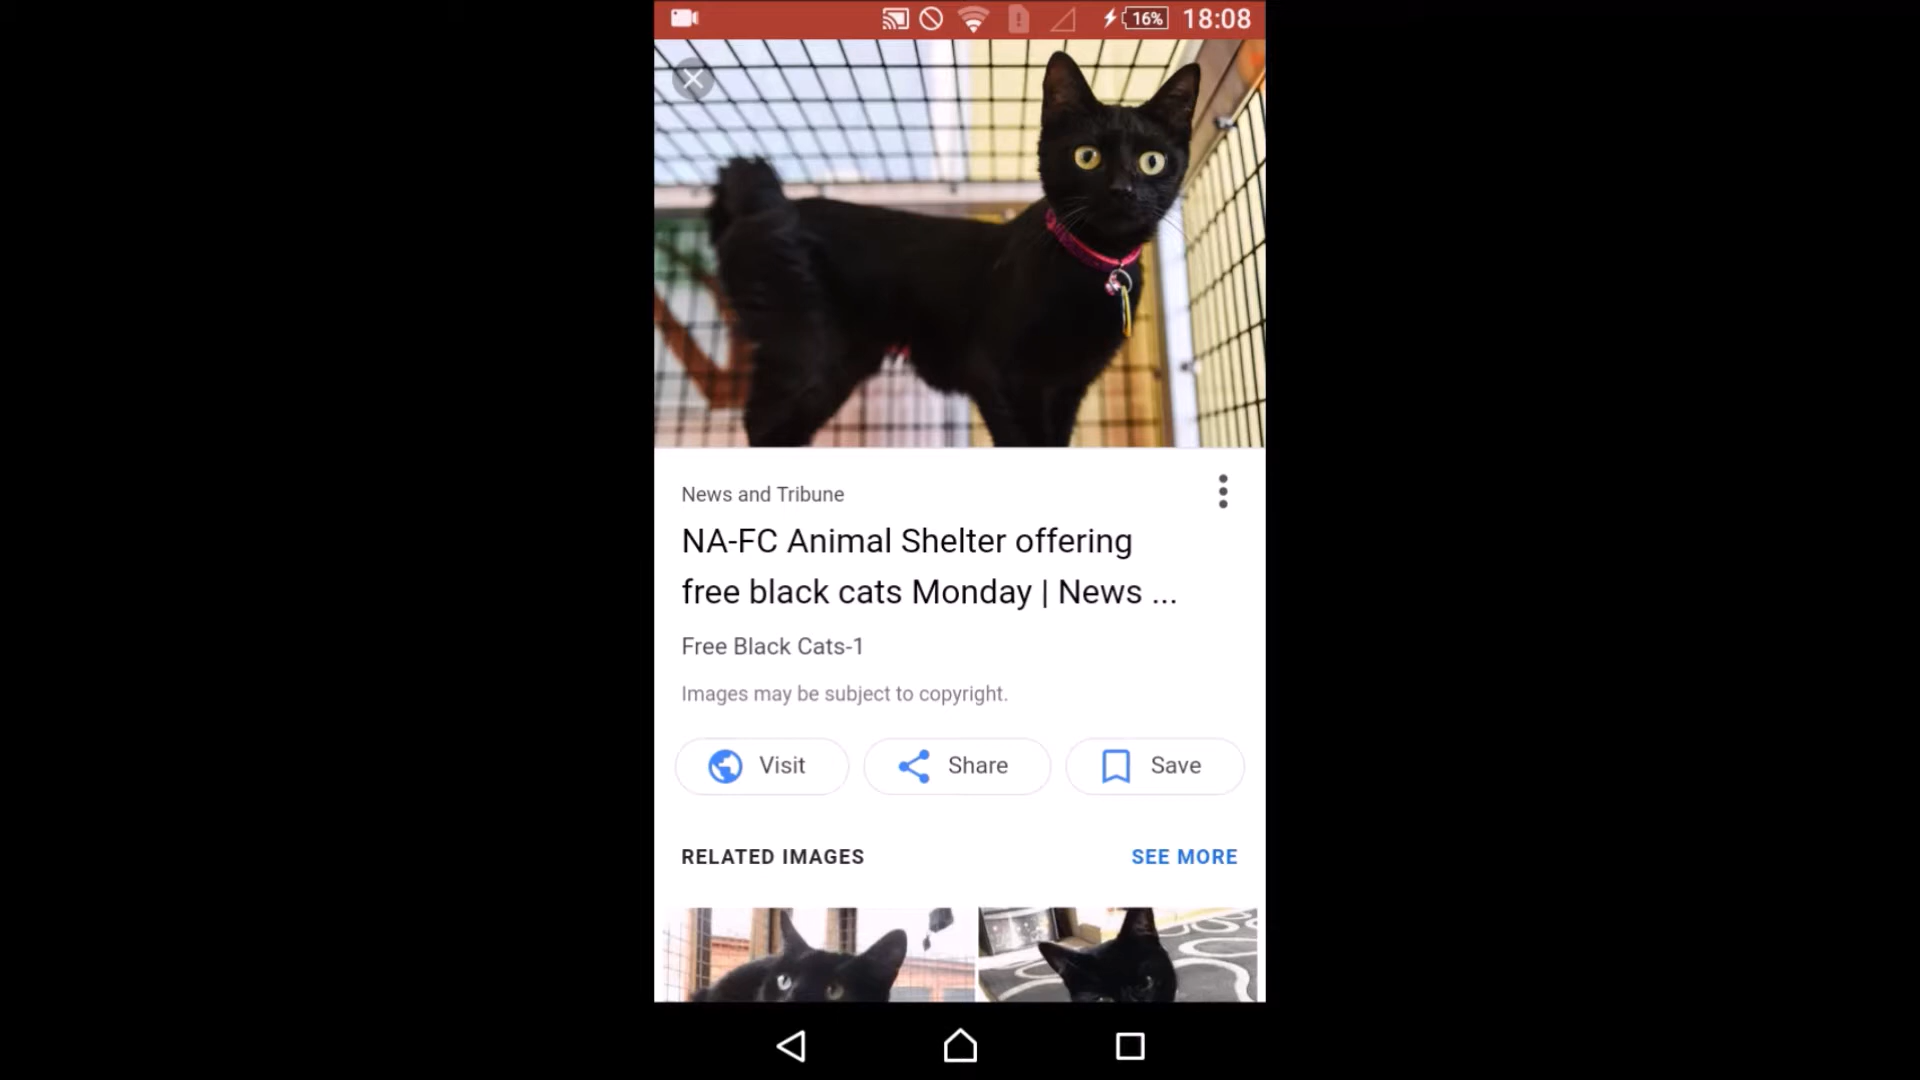 16% 18:08
News and Tribune
NA-FC Animal Shelter offering
free black cats Monday | News ...
Free Black Cats-1
Images may be subject to copyright.
Visit Share Save
RELATED IMAGES SEE MORE